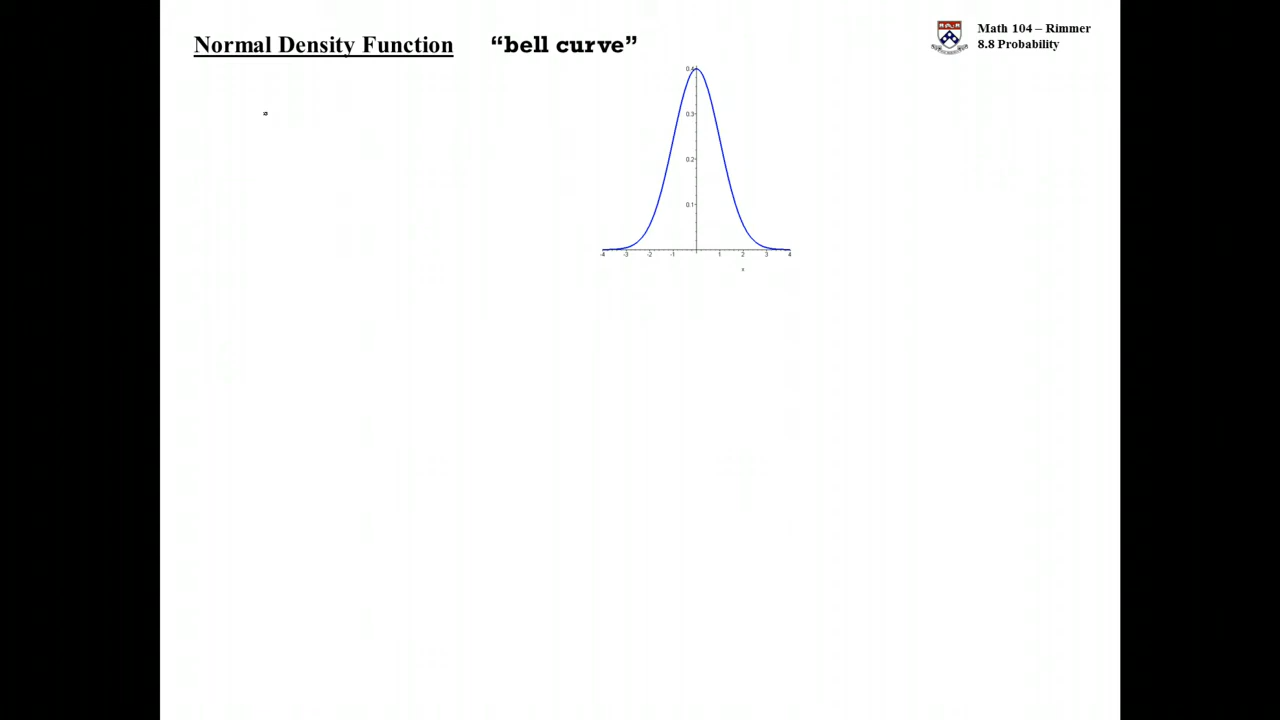 Normal Density Function “bell curve”
Math 104 – Rimmer
8.8 Probability
0.4
0.3
0.2
0.1
-4 -3 -2 -1 1 2 3 4
x